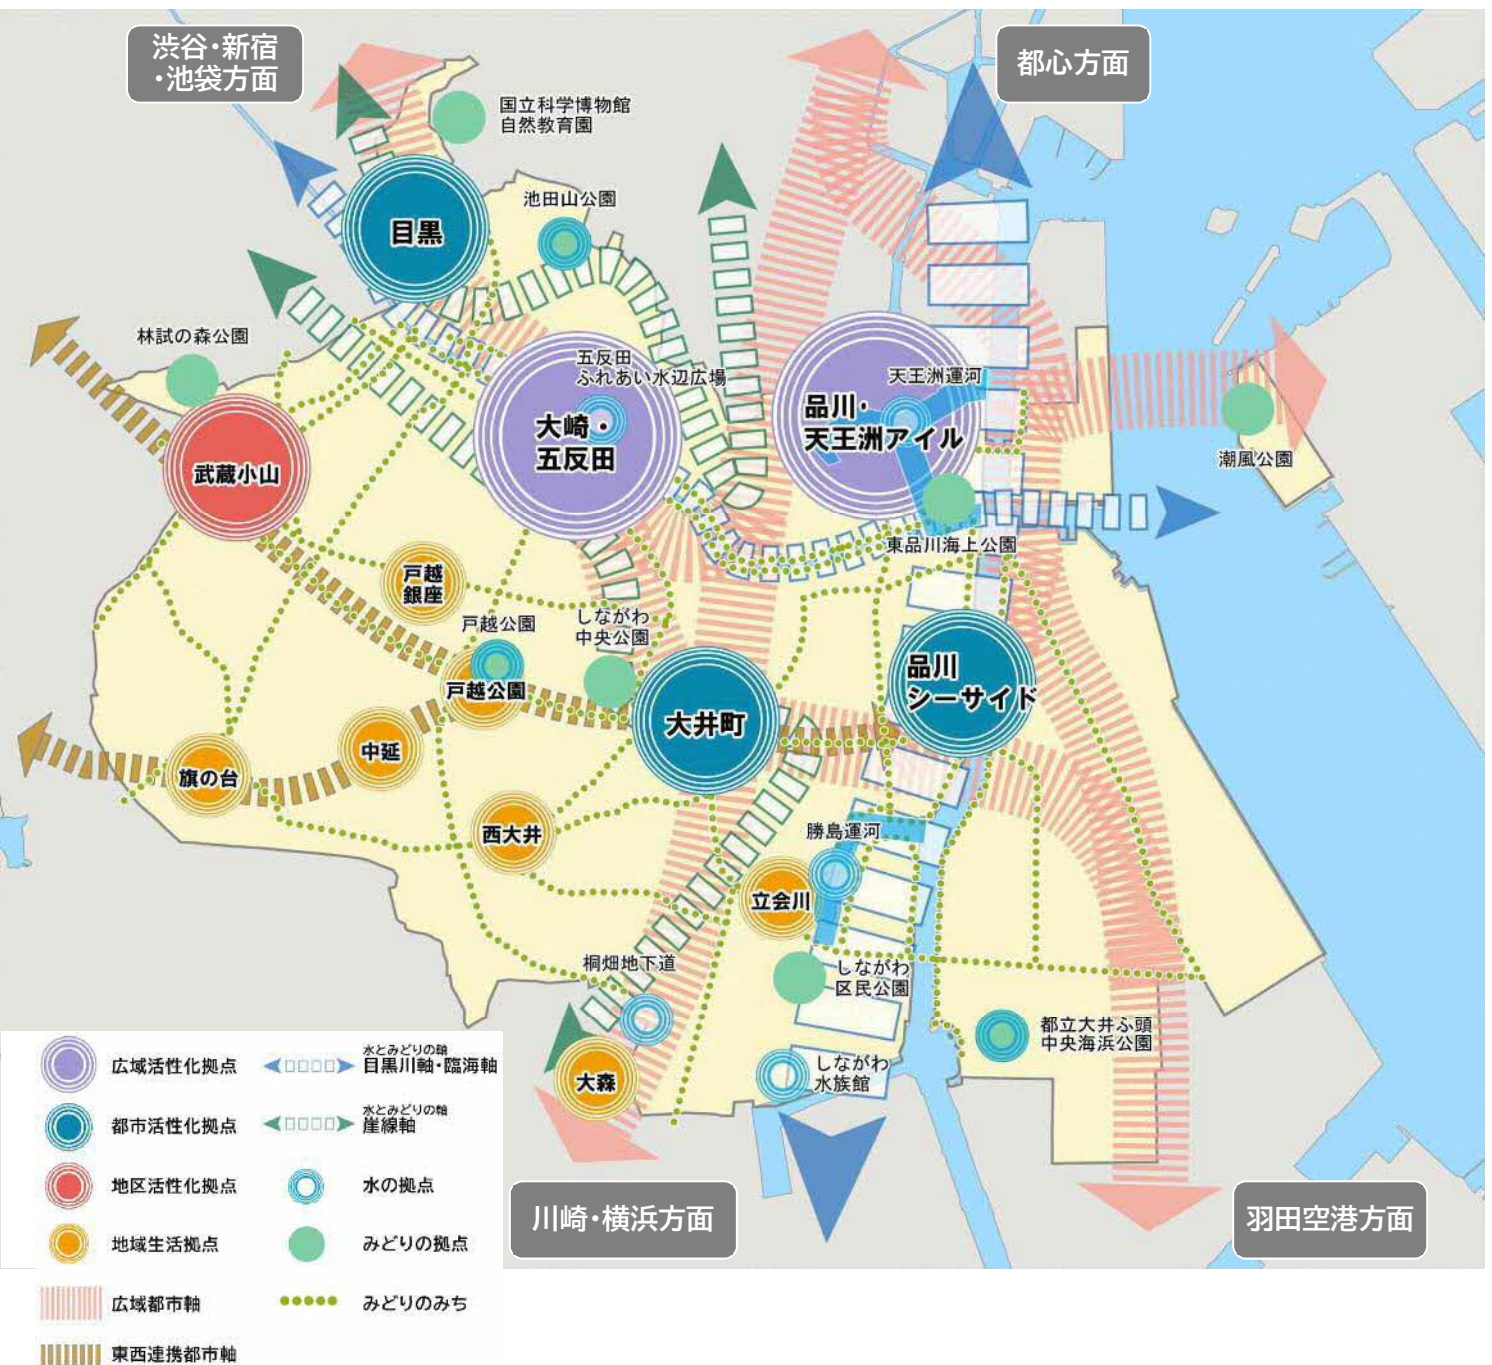 渋谷・新宿
・池袋方面
都心方面
国立科学博物館
自然教育園
池田山公園
目黒
林試の森公園
五反田
ふれあい水辺広場
大崎・
五反田
天王洲運河
品川・
天王洲アイル
潮風公園
武蔵小山
東品川海上公園
戸越
銀座
戸越公園
しながわ
中央公園
戸越公園
品川
シーサイド
大井町
中延
旗の台
西大井
勝島運河
立会川
桐畑地下道
しながわ
区民公園
都立大井ふ頭
中央海浜公園
しながわ
水族館
大森
川崎・横浜方面
羽田空港方面
広域活性化拠点
水とみどりの軸
目黒川軸・臨海軸
都市活性化拠点
水とみどりの軸
崖線軸
地区活性化拠点
水の拠点
地域生活拠点
みどりの拠点
広域都市軸
みどりのみち
東西連携都市軸